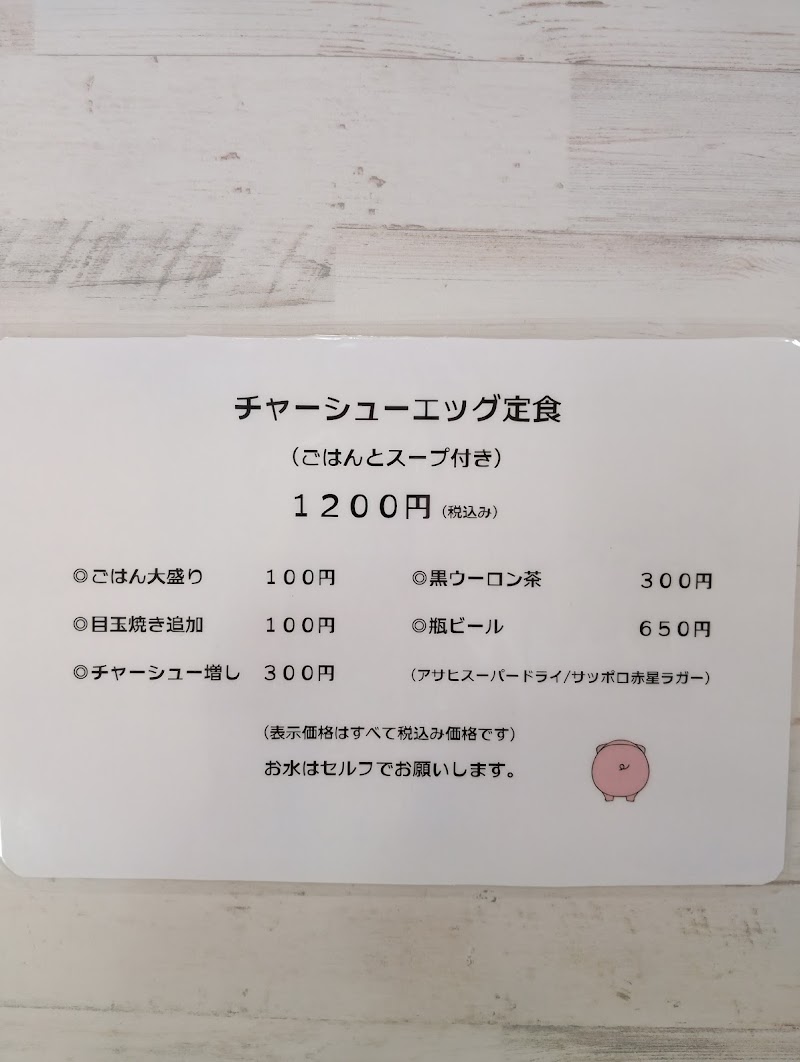 チャーシューエッグ定食
（ごはんとスープ付き）
１２００円（税込み）
◎ごはん大盛り １００円
◎目玉焼き追加 １００円
◎チャーシュー増し ３００円
◎黒ウーロン茶 ３００円
◎瓶ビール ６５０円
（アサヒスーパードライ/サッポロ赤星ラガー）
（表示価格はすべて税込み価格です）
お水はセルフでお願いします。